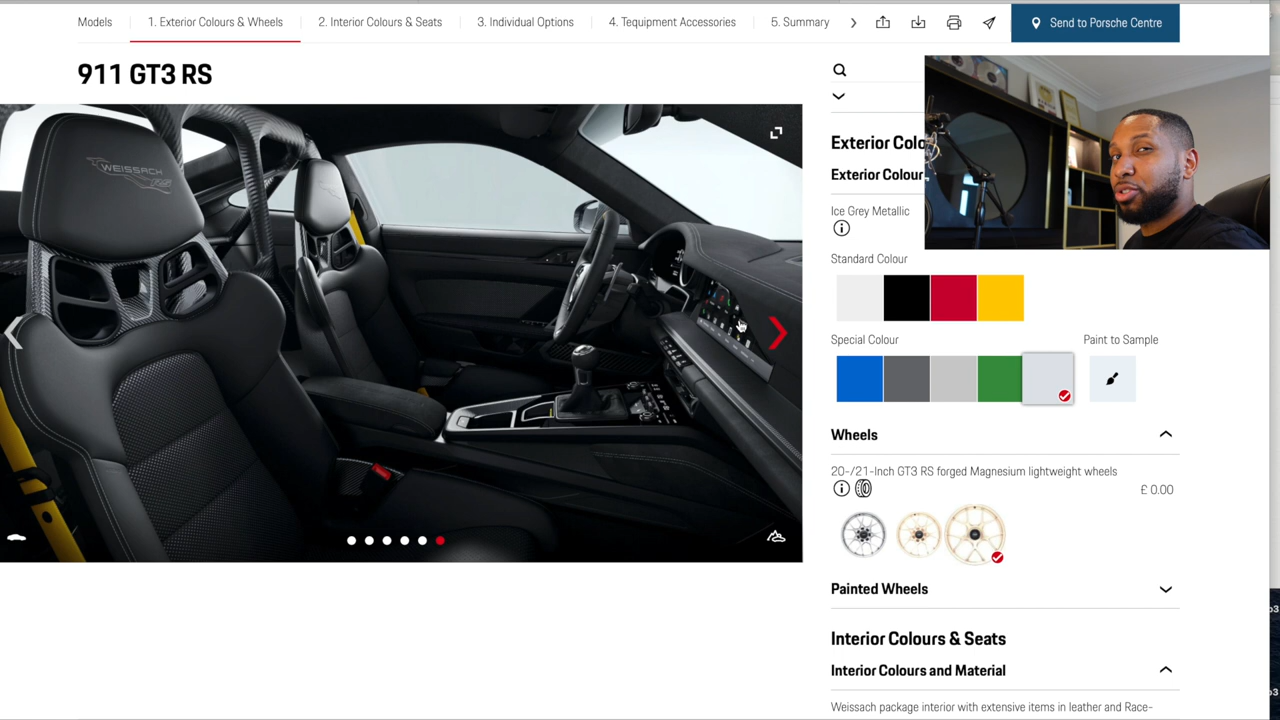 Models
1. Exterior Colours & Wheels
2. Interior Colours & Seats
3. Individual Options
4. Tequipment Accessories
5. Summary
Send to Porsche Centre
911 GT3 RS
WEISSACH
RS
Exterior Colo
Exterior Colour
Ice Grey Metallic
Standard Colour
Special Colour
Paint to Sample
Wheels
20-/21-Inch GT3 RS forged Magnesium lightweight wheels
£ 0.00
Painted Wheels
Interior Colours & Seats
Interior Colours and Material
Weissach package interior with extensive items in leather and Race-